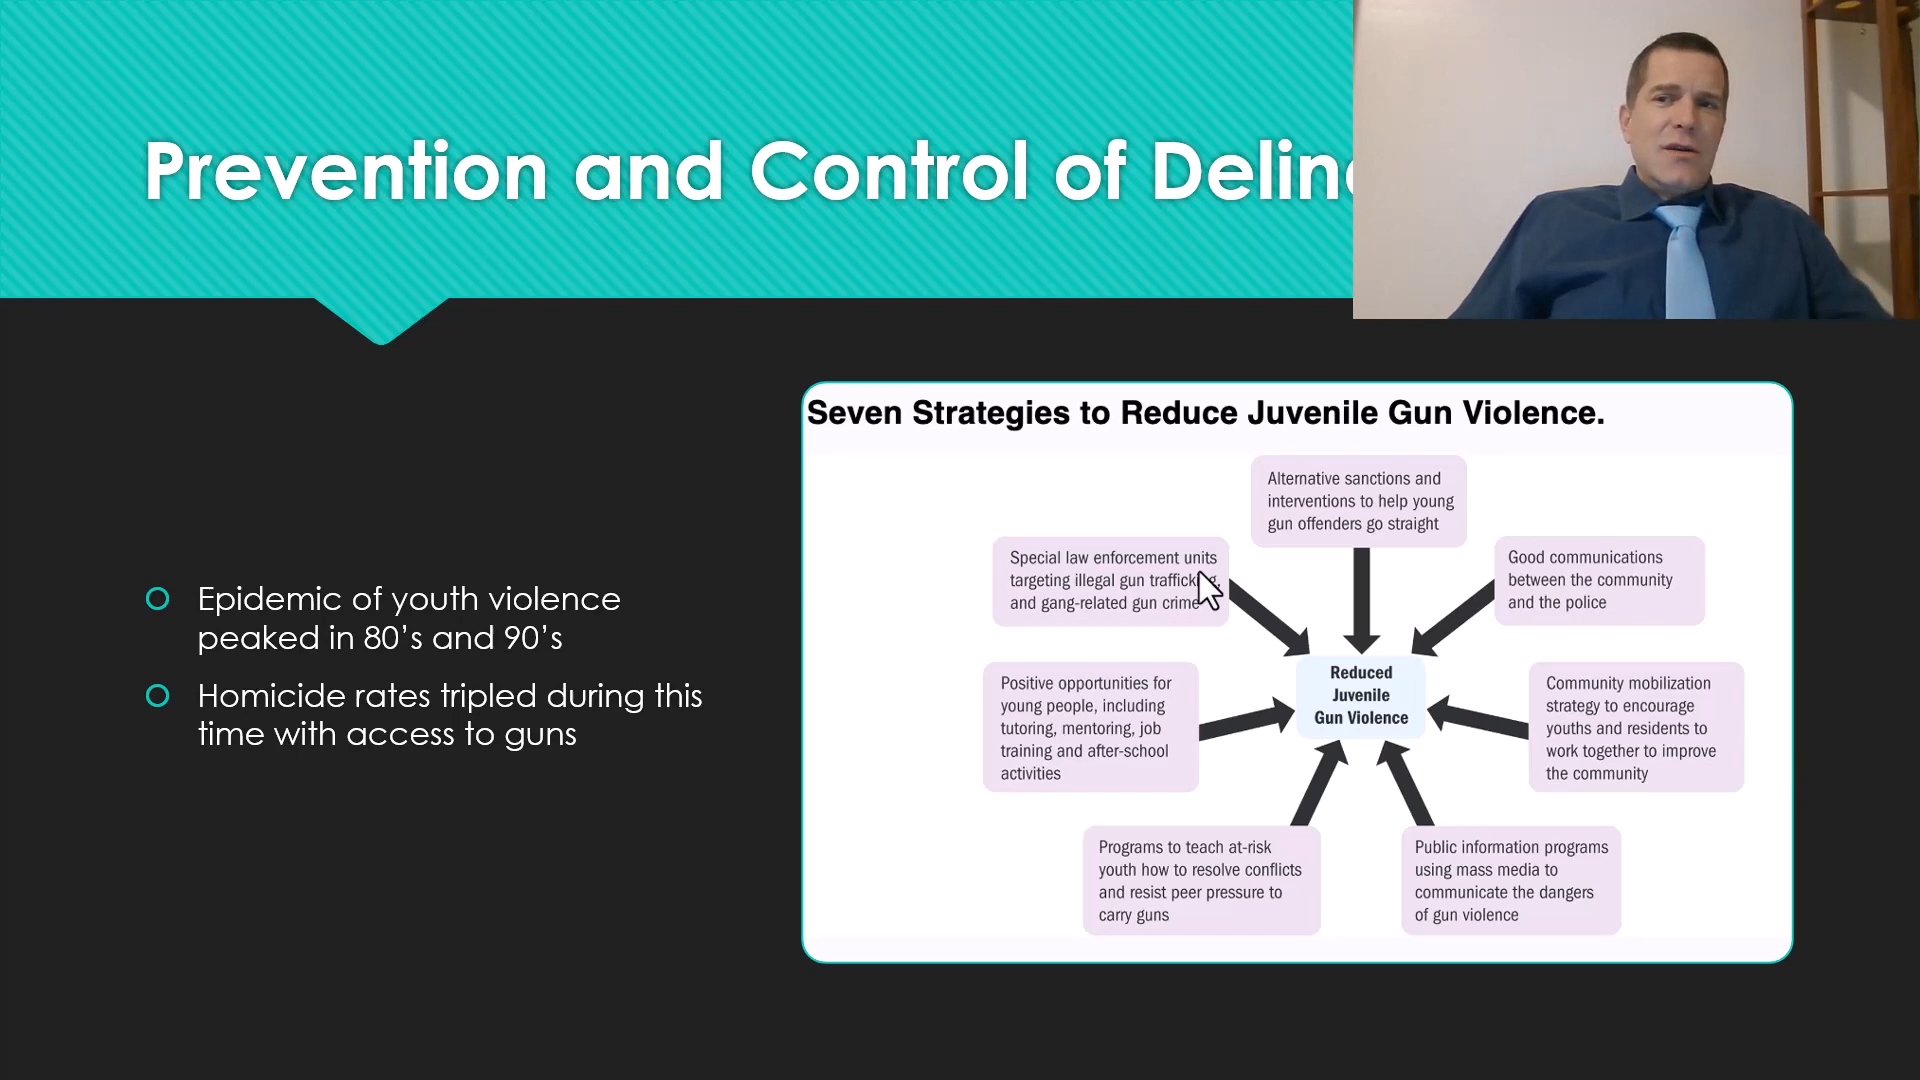 Prevention and Control of
Epidemic of youth violence
peaked in 80’s and 90’s
Homicide rates tripled during this
time with access to guns
Seven Strategies to Reduce Juvenile Gun Violence.
Alternative sanctions and
interventions to help young
gun offenders go straight
Special law enforcement units
targeting illegal gun
and gang-related gun crime
Good communications
between the community
and the police
Reduced
Juvenile
Gun Violence
Positive opportunities for
young people, including
tutoring, mentoring, job
training and after-school
activities
Community mobilization
strategy to encourage
youths and residents to
work together to improve
the community
Programs to teach at-risk
youth how to resolve conflicts
and resist peer pressure to
carry guns
Public information programs
using mass media to
communicate the dangers
of gun violence